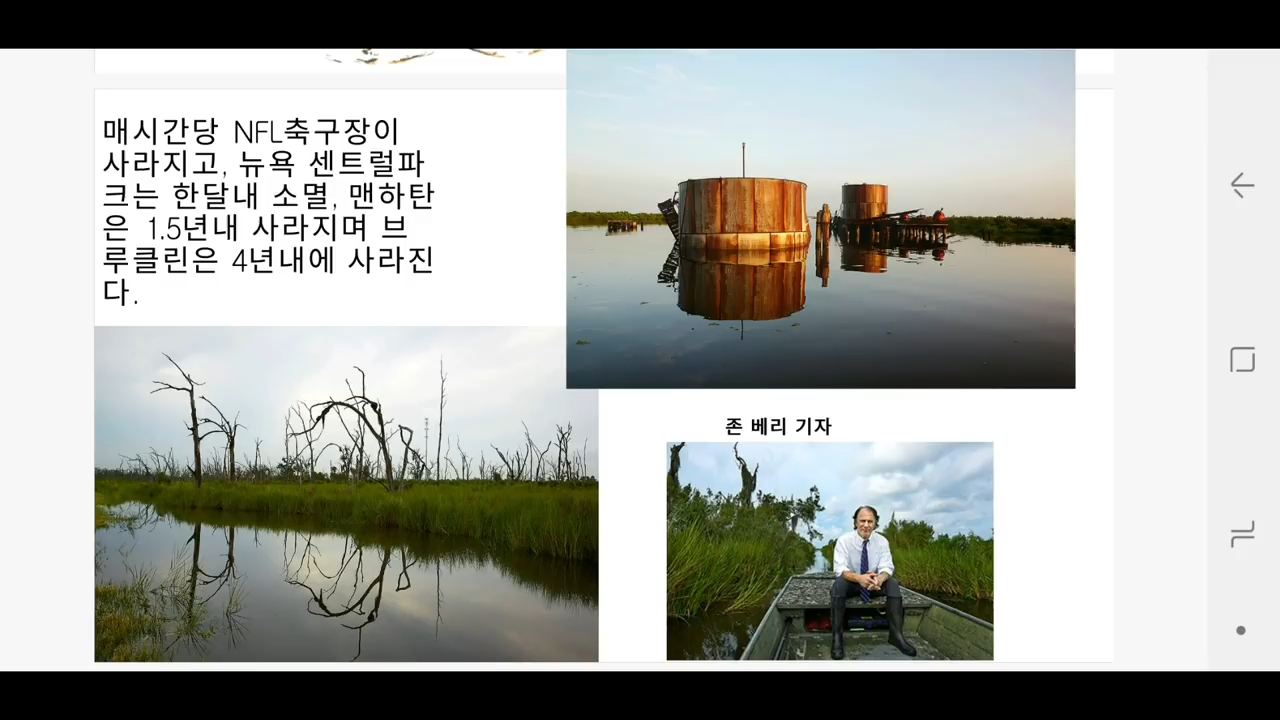 매시간당 NFL축구장이
사라지고, 뉴욕 센트럴파
크는 한달내 소멸, 맨하탄
은 1.5년내 사라지며 브
루클린은 4년내에 사라진
다.
존 베리 기자